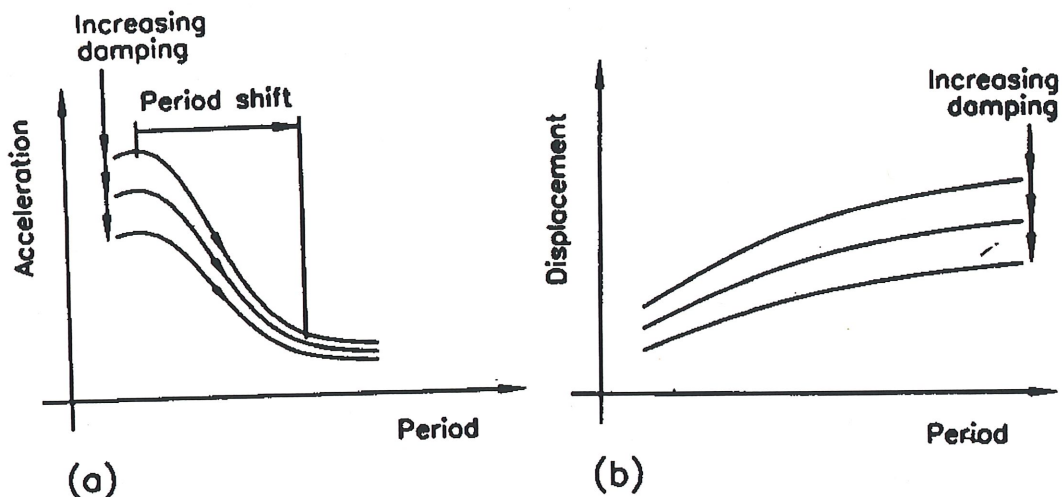 Increasing
damping
Period shift
Acceleration
Period
(a)
Increasing
damping
Displacement
Period
(b)